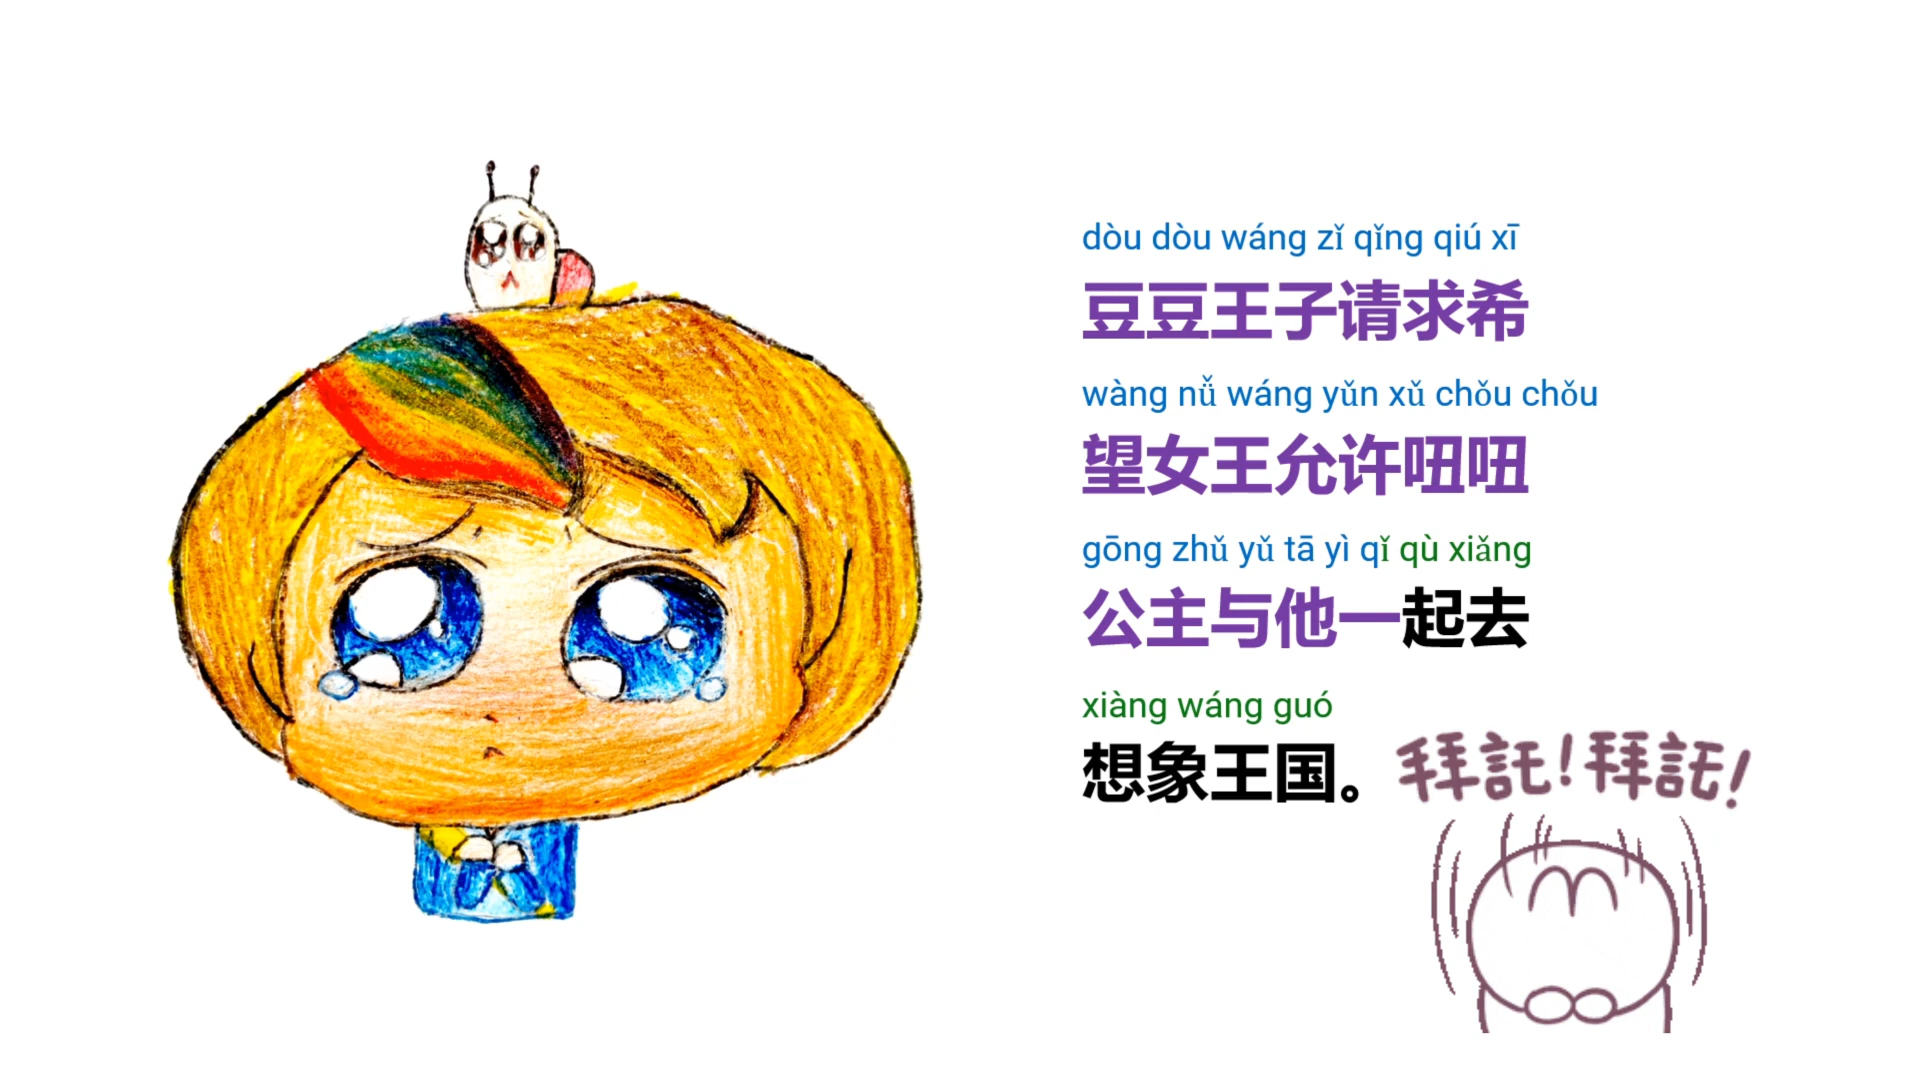 dòu dòu wáng zǐ qǐng qiú xī
豆豆王子请求希
wàng nǚ wáng yǔn xǔ chǒu chǒu
望女王允许吜吜
gōng zhǔ yǔ tā yì qǐ qù xiǎng
公主与他一起去
xiàng wáng guó
想象王国。
拜託!拜託!